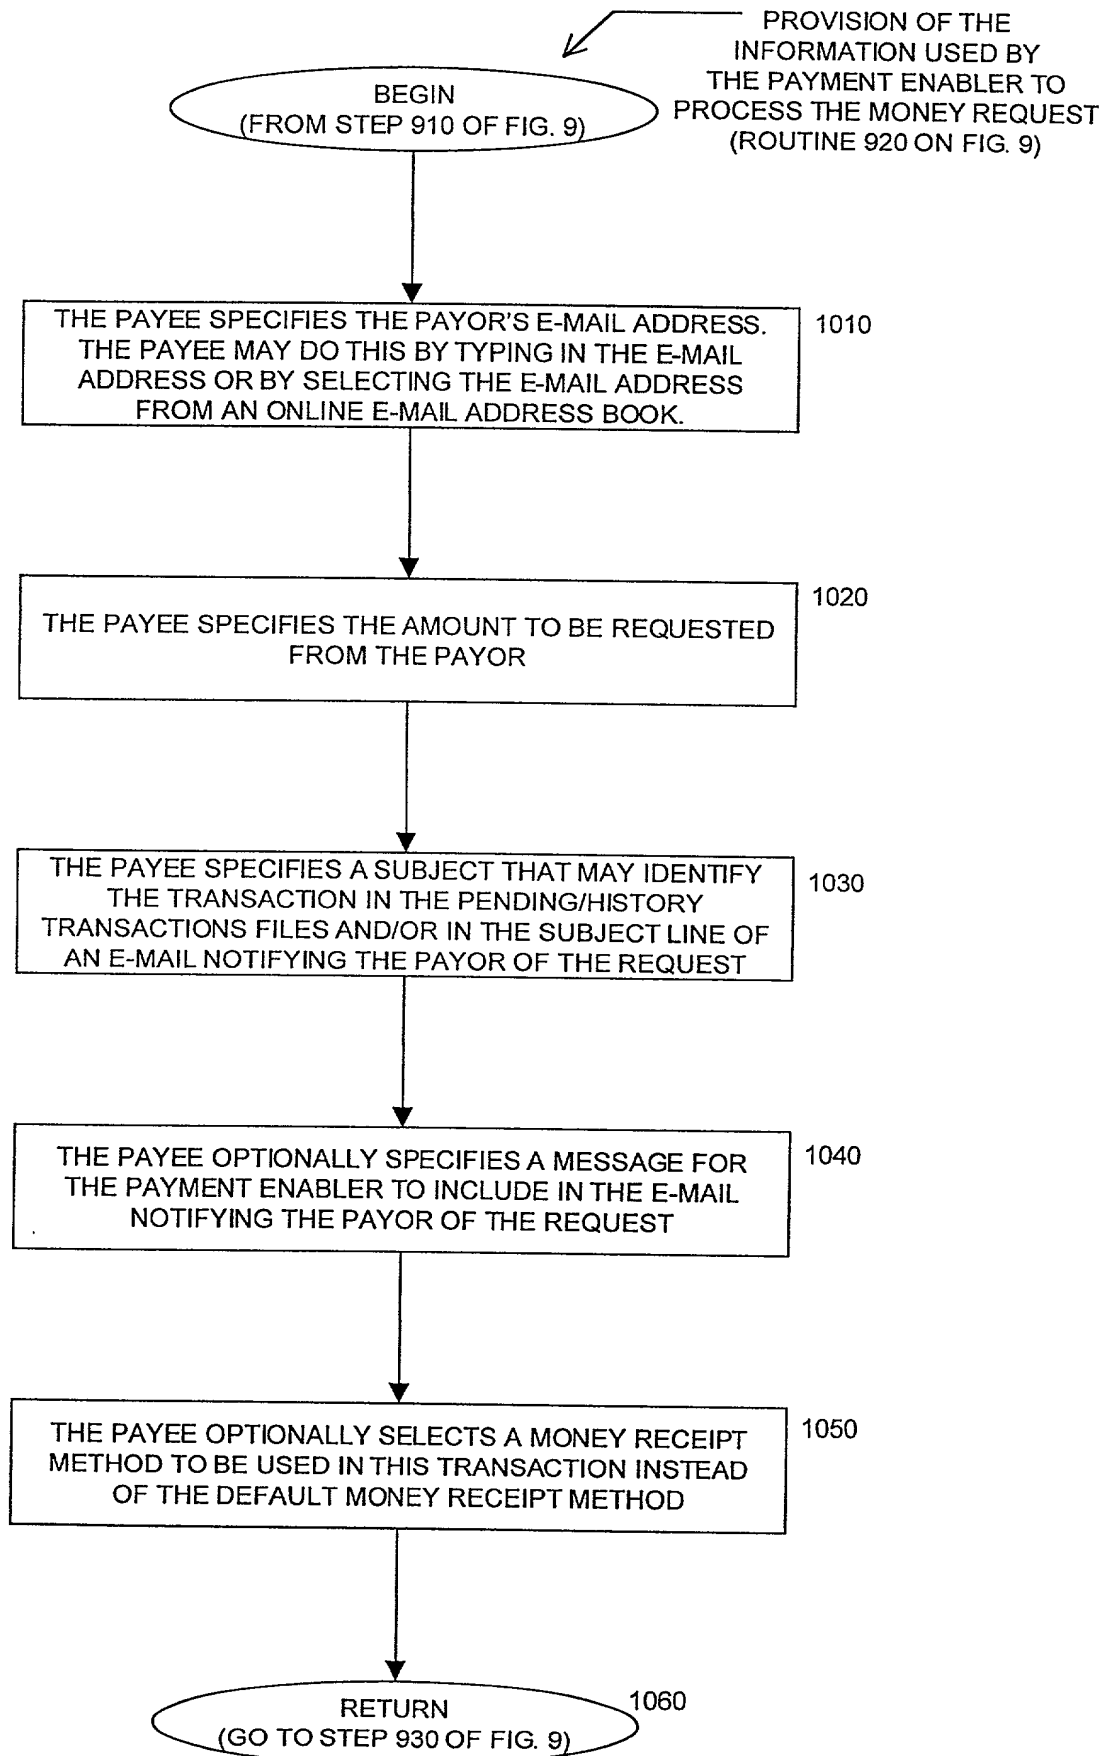 PROVISION OF THE
INFORMATION USED BY
THE PAYMENT ENABLER TO
PROCESS THE MONEY REQUEST
(ROUTINE 920 ON FIG. 9)
BEGIN
(FROM STEP 910 OF FIG. 9)
THE PAYEE SPECIFIES THE PAYOR'S E-MAIL ADDRESS.
THE PAYEE MAY DO THIS BY TYPING IN THE E-MAIL
ADDRESS OR BY SELECTING THE E-MAIL ADDRESS
FROM AN ONLINE E-MAIL ADDRESS BOOK.
1010
THE PAYEE SPECIFIES THE AMOUNT TO BE REQUESTED
FROM THE PAYOR
1020
THE PAYEE SPECIFIES A SUBJECT THAT MAY IDENTIFY
THE TRANSACTION IN THE PENDING/HISTORY
TRANSACTIONS FILES AND/OR IN THE SUBJECT LINE OF
AN E-MAIL NOTIFYING THE PAYOR OF THE REQUEST
1030
THE PAYEE OPTIONALLY SPECIFIES A MESSAGE FOR
THE PAYMENT ENABLER TO INCLUDE IN THE E-MAIL
NOTIFYING THE PAYOR OF THE REQUEST
1040
THE PAYEE OPTIONALLY SELECTS A MONEY RECEIPT
METHOD TO BE USED IN THIS TRANSACTION INSTEAD
OF THE DEFAULT MONEY RECEIPT METHOD
1050
RETURN
(GO TO STEP 930 OF FIG. 9)
1060